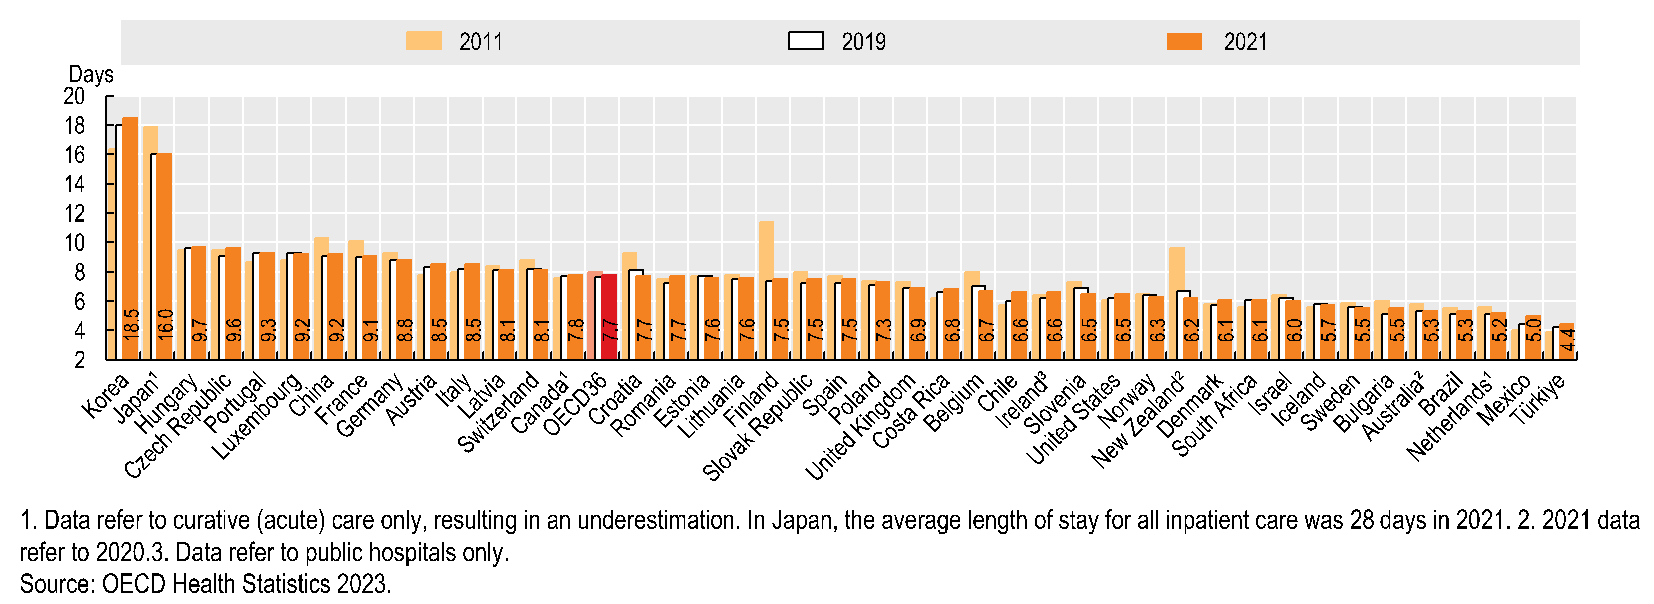 2011 2019 2021
Days
20
18
16
14
12
10
8
6
4
2
18.5 16.0 9.7 9.6 9.3 9.2 9.2 9.1 8.8 8.5 8.5 8.1 8.1 7.8 7.7 7.7 7.7 7.6 7.6 7.5 7.5 7.5 7.3 6.9 6.8 6.7 6.6 6.6 6.5 6.5 6.3 6.2 6.1 6.1 6.0 5.7 5.5 5.5 5.3 5.3 5.2 5.0 4.4
Korea
Japan¹
Hungary
Czech Republic
Portugal
Luxembourg
China
France
Germany
Austria
Italy
Latvia
Switzerland
Canada¹
OECD36
Croatia
Romania
Estonia
Lithuania
Finland
Slovak Republic
Spain
Poland
United Kingdom
Costa Rica
Belgium
Chile
Ireland³
Slovenia
United States
Norway
New Zealand²
Denmark
South Africa
Israel
Iceland
Sweden
Bulgaria
Australia²
Brazil
Netherlands¹
Mexico
Türkiye
1. Data refer to curative (acute) care only, resulting in an underestimation. In Japan, the average length of stay for all inpatient care was 28 days in 2021. 2. 2021 data
refer to 2020.3. Data refer to public hospitals only.
Source: OECD Health Statistics 2023.